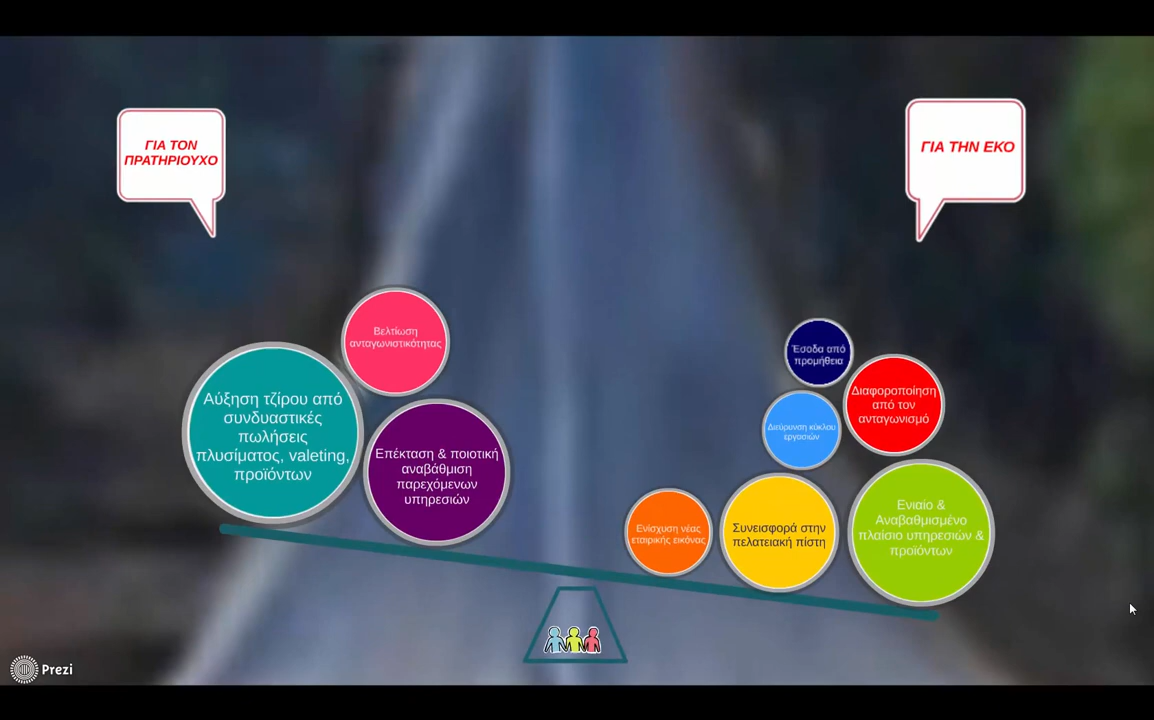 ΓΙΑ ΤΟΝ
ΠΡΑΤΗΡΙΟΥΧΟ
ΓΙΑ ΤΗΝ ΕΚΟ
Βελτίωση
ανταγωνιστικότητας
Αύξηση τζίρου από
συνδυαστικές
πωλήσεις
πλυσίματος, valeting,
προϊόντων
Επέκταση & ποιοτική
αναβάθμιση
παρεχόμενων
υπηρεσιών
Έσοδα από
προμήθεια
Διαφοροποίηση
από τον
ανταγωνισμό
Διεύρυνση κύκλου
εργασιών
Ενίσχυση νέας
εταιρικής εικόνας
Συνεισφορά στην
πελατειακή πίστη
Ενιαίο &
Αναβαθμισμένο
πλαίσιο υπηρεσιών &
προϊόντων
Prezi